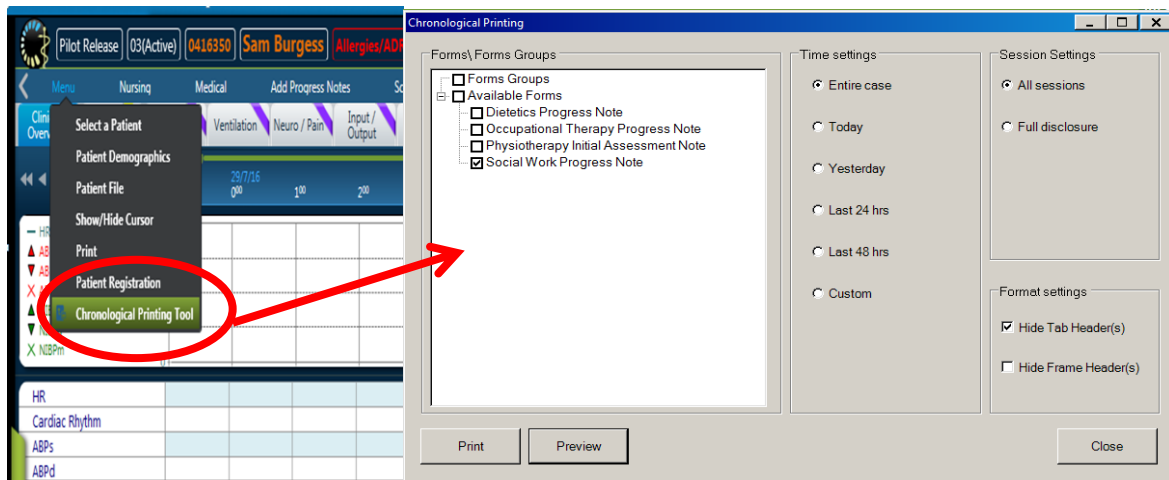 Pilot Release 03(Active) 0416350 Sam Burgess Allergies/ADR
Menu Nursing Medical Add Progress Notes
Ventilation Neuro / Pain Input / Output
Select a Patient
Patient Demographics
Patient File
Show/Hide Cursor
Print
Patient Registration
Chronological Printing Tool
29/7/16
0⁰⁰ 1⁰⁰ 2⁰⁰
NIBPm
HR
Cardiac Rhythm
ABPs
ABPd
Chronological Printing
Forms\ Forms Groups
Forms Groups
Available Forms
Dietetics Progress Note
Occupational Therapy Progress Note
Physiotherapy Initial Assessment Note
Social Work Progress Note
Time settings
Entire case
Today
Yesterday
Last 24 hrs
Last 48 hrs
Custom
Session Settings
All sessions
Full disclosure
Format settings
Hide Tab Header(s)
Hide Frame Header(s)
Print Preview Close